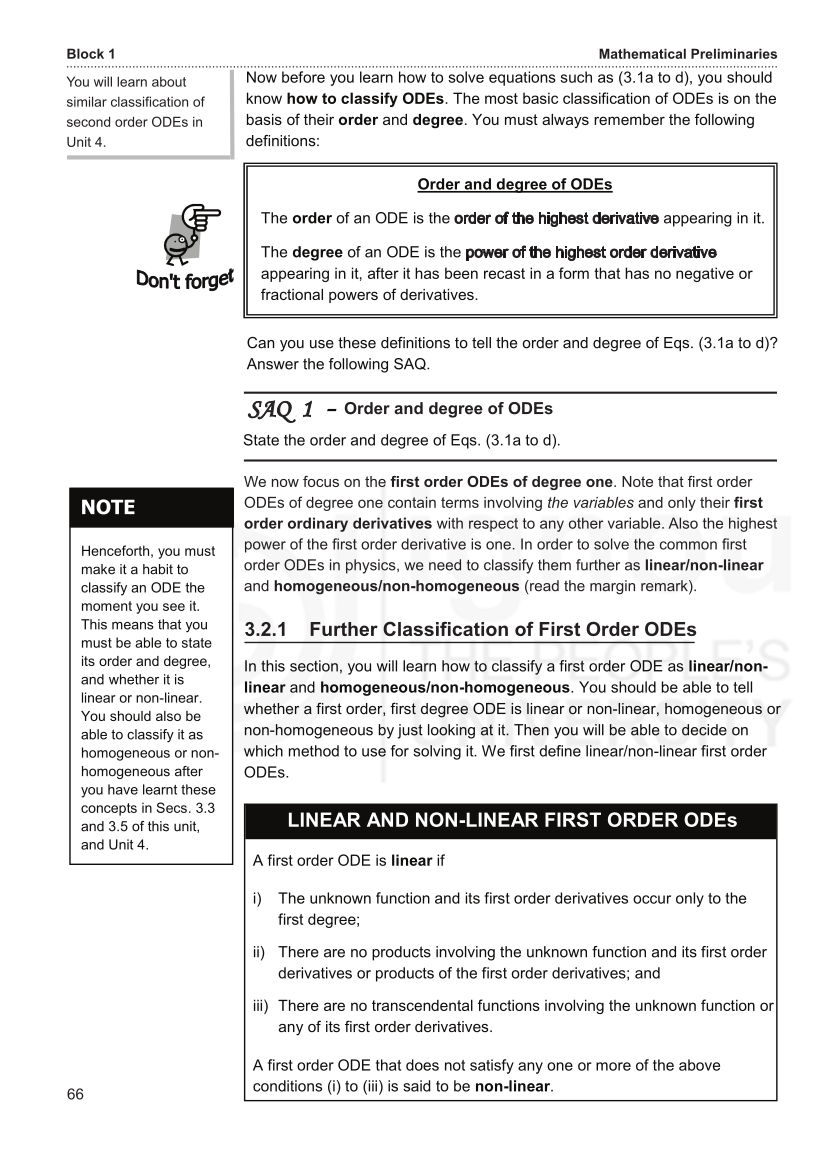 Block 1
Mathematical Preliminaries
You will learn about
similar classification of
second order ODEs in
Unit 4.
Now before you learn how to solve equations such as (3.1a to d), you should
know how to classify ODEs. The most basic classification of ODEs is on the
basis of their order and degree. You must always remember the following
definitions:
Order and degree of ODEs
The order of an ODE is the order of the highest derivative appearing in it.
The degree of an ODE is the power of the highest order derivative
appearing in it, after it has been recast in a form that has no negative or
fractional powers of derivatives.
Don't forget
Can you use these definitions to tell the order and degree of Eqs. (3.1a to d)?
Answer the following SAQ.
SAQ 1 – Order and degree of ODEs
State the order and degree of Eqs. (3.1a to d).
We now focus on the first order ODEs of degree one. Note that first order
ODEs of degree one contain terms involving the variables and only their first
order ordinary derivatives with respect to any other variable. Also the highest
power of the first order derivative is one. In order to solve the common first
order ODEs in physics, we need to classify them further as linear/non-linear
and homogeneous/non-homogeneous (read the margin remark).
NOTE
Henceforth, you must
make it a habit to
classify an ODE the
moment you see it.
This means that you
must be able to state
its order and degree,
and whether it is
linear or non-linear.
You should also be
able to classify it as
homogeneous or non-
homogeneous after
you have learnt these
concepts in Secs. 3.3
and 3.5 of this unit,
and Unit 4.
3.2.1 Further Classification of First Order ODEs
In this section, you will learn how to classify a first order ODE as linear/non-
linear and homogeneous/non-homogeneous. You should be able to tell
whether a first order, first degree ODE is linear or non-linear, homogeneous or
non-homogeneous by just looking at it. Then you will be able to decide on
which method to use for solving it. We first define linear/non-linear first order
ODEs.
LINEAR AND NON-LINEAR FIRST ORDER ODEs
A first order ODE is linear if
i) The unknown function and its first order derivatives occur only to the
first degree;
ii) There are no products involving the unknown function and its first order
derivatives or products of the first order derivatives; and
iii) There are no transcendental functions involving the unknown function or
any of its first order derivatives.
A first order ODE that does not satisfy any one or more of the above
conditions (i) to (iii) is said to be non-linear.
66
THE PEOPLE'S
UNIVERSITY